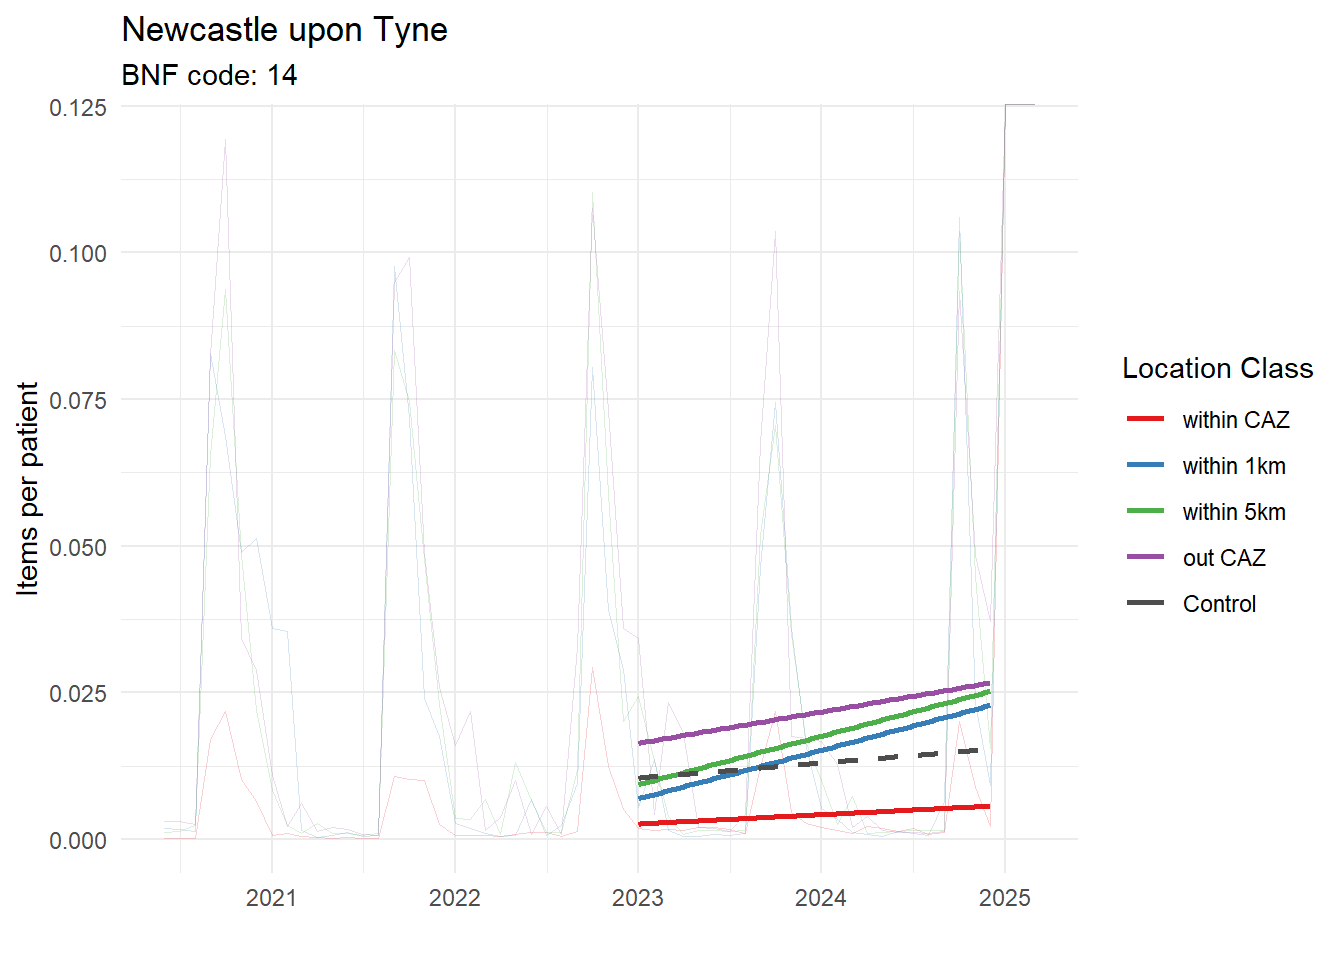 Newcastle upon Tyne
BNF code: 14
Items per patient
0.125
0.100
0.075
0.050
0.025
0.000
2021
2022
2023
2024
2025
Location Class
within CAZ
within 1km
within 5km
out CAZ
Control